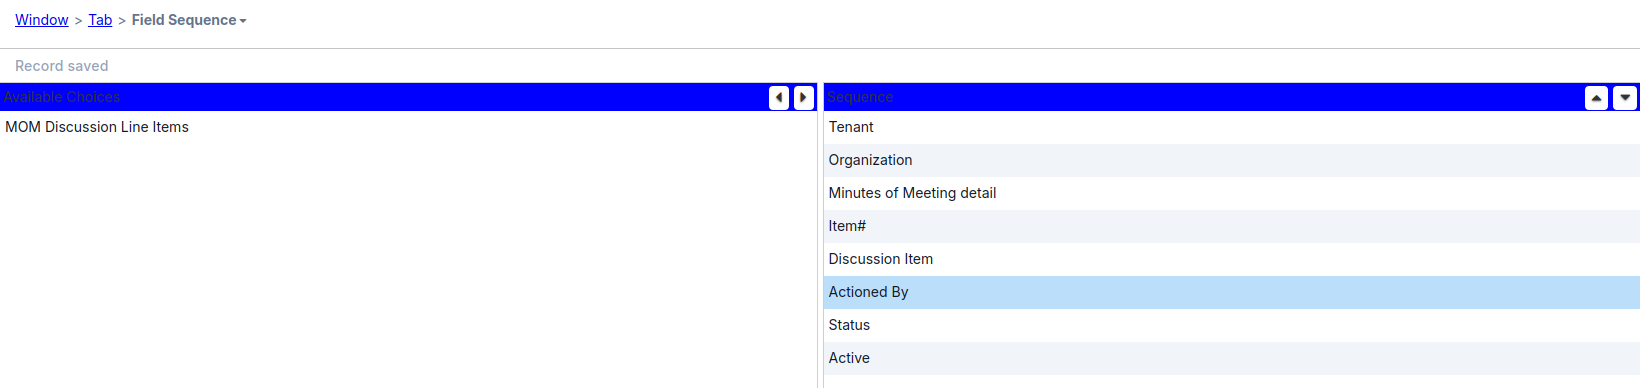 Window > Tab > Field Sequence
Record saved
Available Choices
MOM Discussion Line Items
Sequence
Tenant
Organization
Minutes of Meeting detail
Item#
Discussion Item
Actioned By
Status
Active